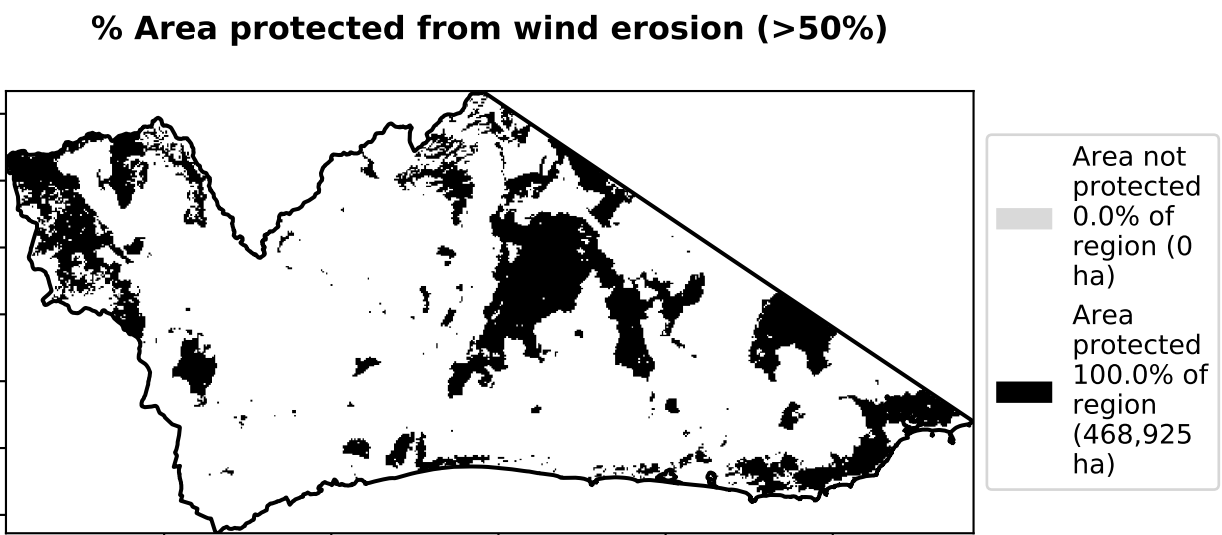 % Area protected from wind erosion (>50%)
Area not
protected
0.0% of
region (0
ha)
Area
protected
100.0% of
region
(468,925
ha)